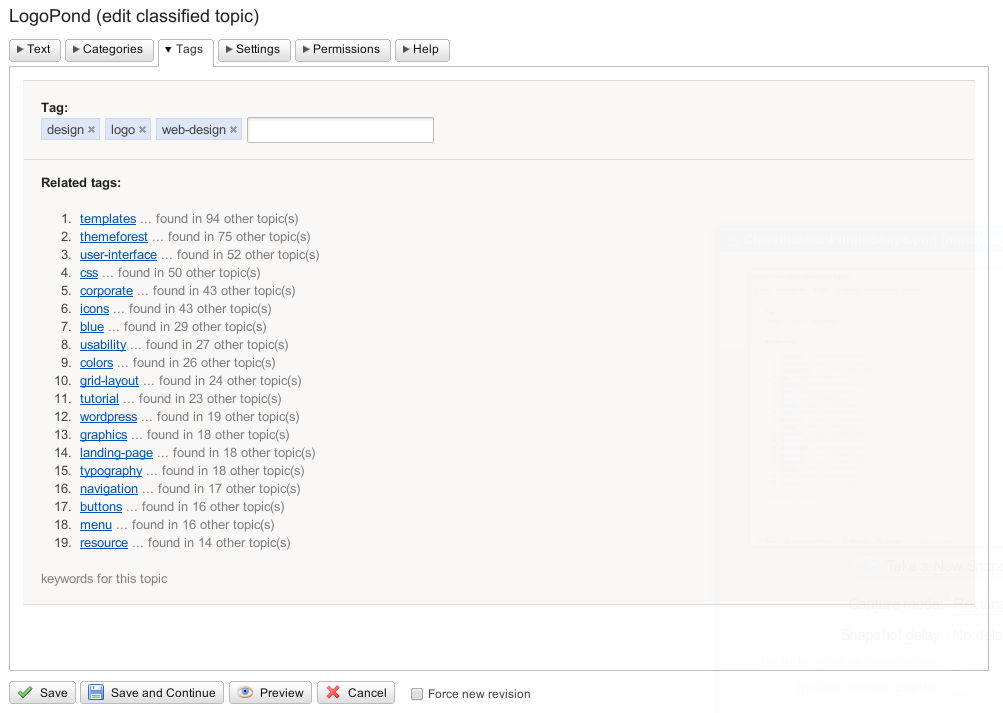 LogoPond (edit classified topic)
Text Categories Tags Settings Permissions Help
Tag:
design logo web-design
Related tags:
1. templates ... found in 94 other topic(s)
2. themeforest ... found in 75 other topic(s)
3. user-interface ... found in 52 other topic(s)
4. css ... found in 50 other topic(s)
5. corporate ... found in 43 other topic(s)
6. icons ... found in 43 other topic(s)
7. blue ... found in 29 other topic(s)
8. usability ... found in 27 other topic(s)
9. colors ... found in 26 other topic(s)
10. grid-layout ... found in 24 other topic(s)
11. tutorial ... found in 23 other topic(s)
12. wordpress ... found in 19 other topic(s)
13. graphics ... found in 18 other topic(s)
14. landing-page ... found in 18 other topic(s)
15. typography ... found in 18 other topic(s)
16. navigation ... found in 17 other topic(s)
17. buttons ... found in 16 other topic(s)
18. menu ... found in 16 other topic(s)
19. resource ... found in 14 other topic(s)
Take a New
keywords for this topic
Capture mode:
Snapshot delay: No
Save Save and Continue Preview Cancel Force new revision